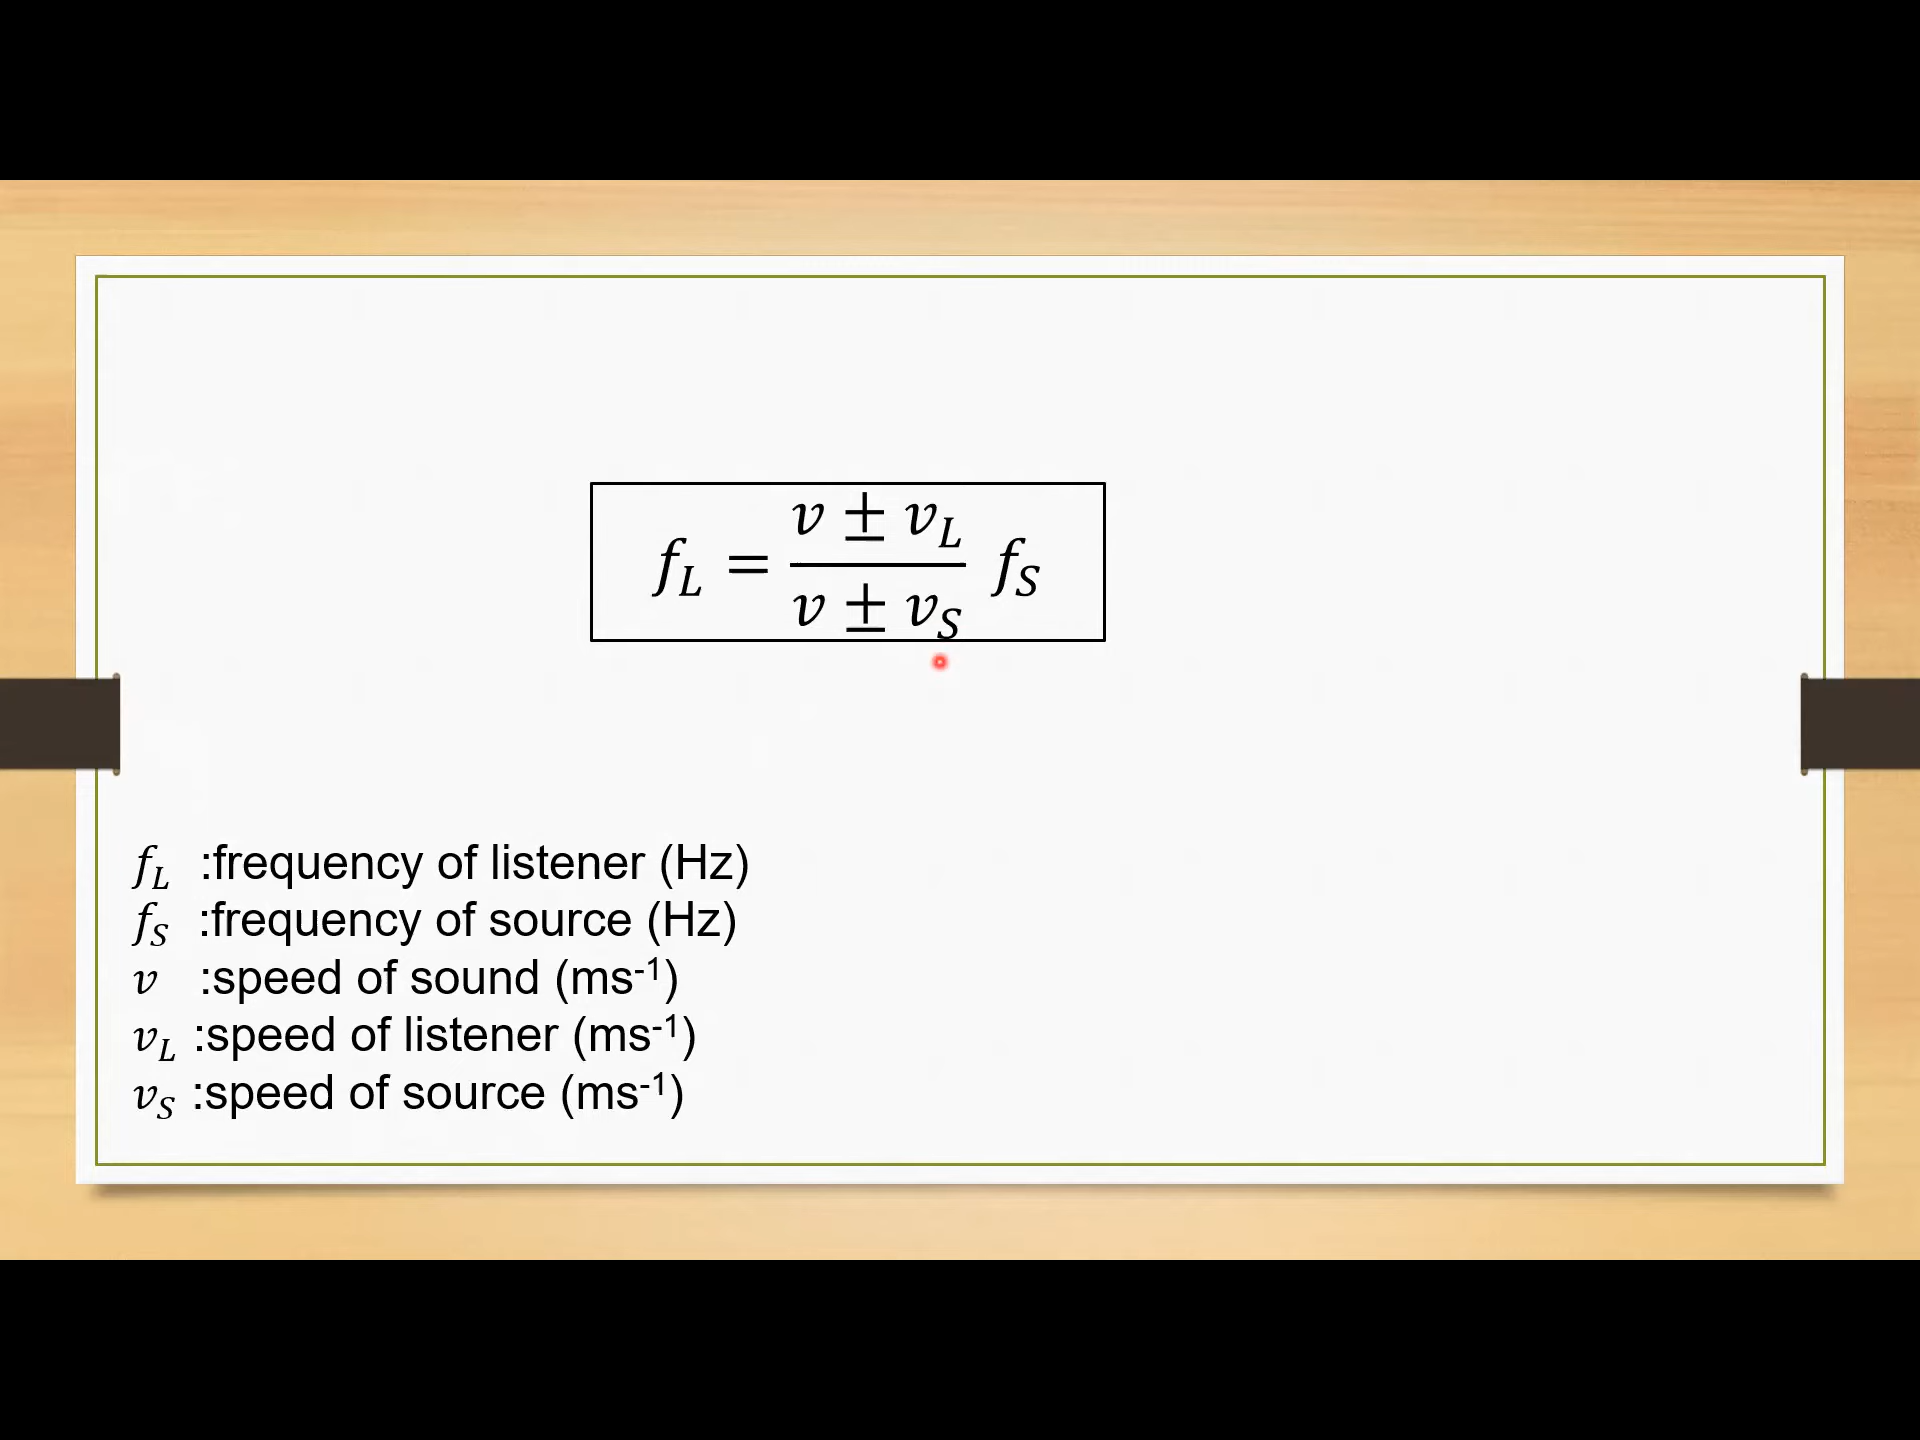 f_L = \frac{v ± v_L}{v ± v_S} f_S
f_L :frequency of listener (Hz)
f_S :frequency of source (Hz)
v :speed of sound (ms⁻¹)
v_L :speed of listener (ms⁻¹)
v_S :speed of source (ms⁻¹)